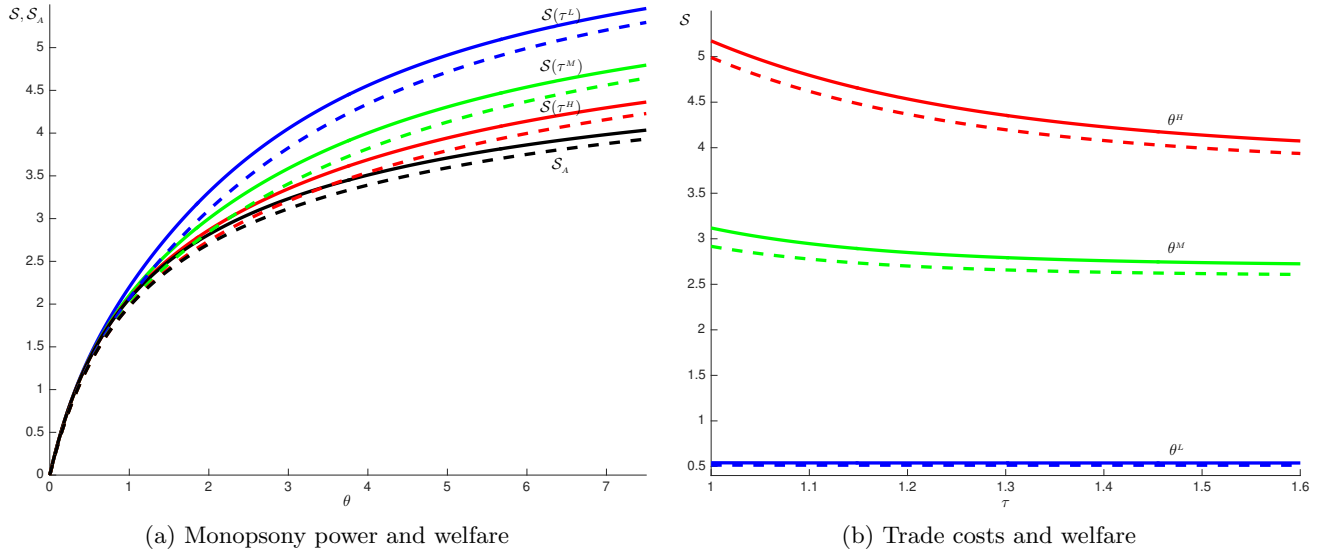 𝒮, 𝒮_A
5
4.5
4
3.5
3
2.5
2
1.5
1
0.5
0
0 1 2 3 4 5 6 7
θ
𝒮(τ^L)
𝒮(τ^M)
𝒮(τ^H)
𝒮_A
(a) Monopsony power and welfare
𝒮
5
4.5
4
3.5
3
2.5
2
1.5
1
0.5
1 1.1 1.2 1.3 1.4 1.5 1.6
τ
θ^H
θ^M
θ^L
(b) Trade costs and welfare